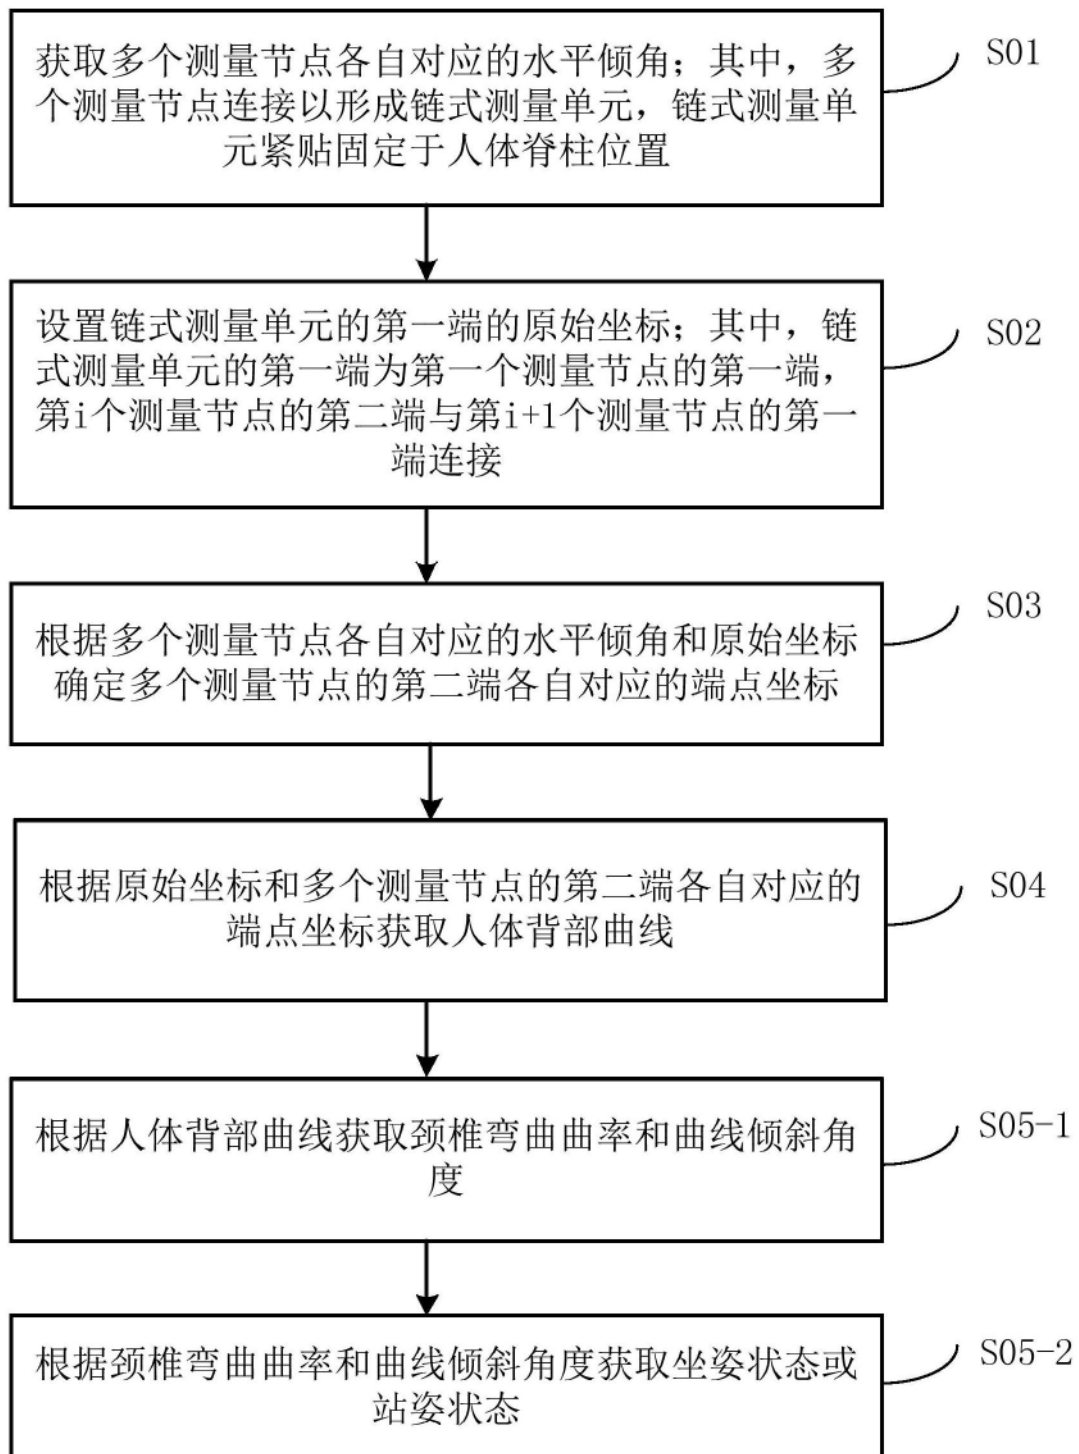 获取多个测量节点各自对应的水平倾角；其中，多
个测量节点连接以形成链式测量单元，链式测量单
元紧贴固定于人体脊柱位置
S01
设置链式测量单元的第一端的原始坐标；其中，链
式测量单元的第一端为第一个测量节点的第一端，
第i个测量节点的第二端与第i+1个测量节点的第一
端连接
S02
根据多个测量节点各自对应的水平倾角和原始坐标
确定多个测量节点的第二端各自对应的端点坐标
S03
根据原始坐标和多个测量节点的第二端各自对应的
端点坐标获取人体背部曲线
S04
根据人体背部曲线获取颈椎弯曲曲率和曲线倾斜角
度
S05-1
根据颈椎弯曲曲率和曲线倾斜角度获取坐姿状态或
站姿状态
S05-2